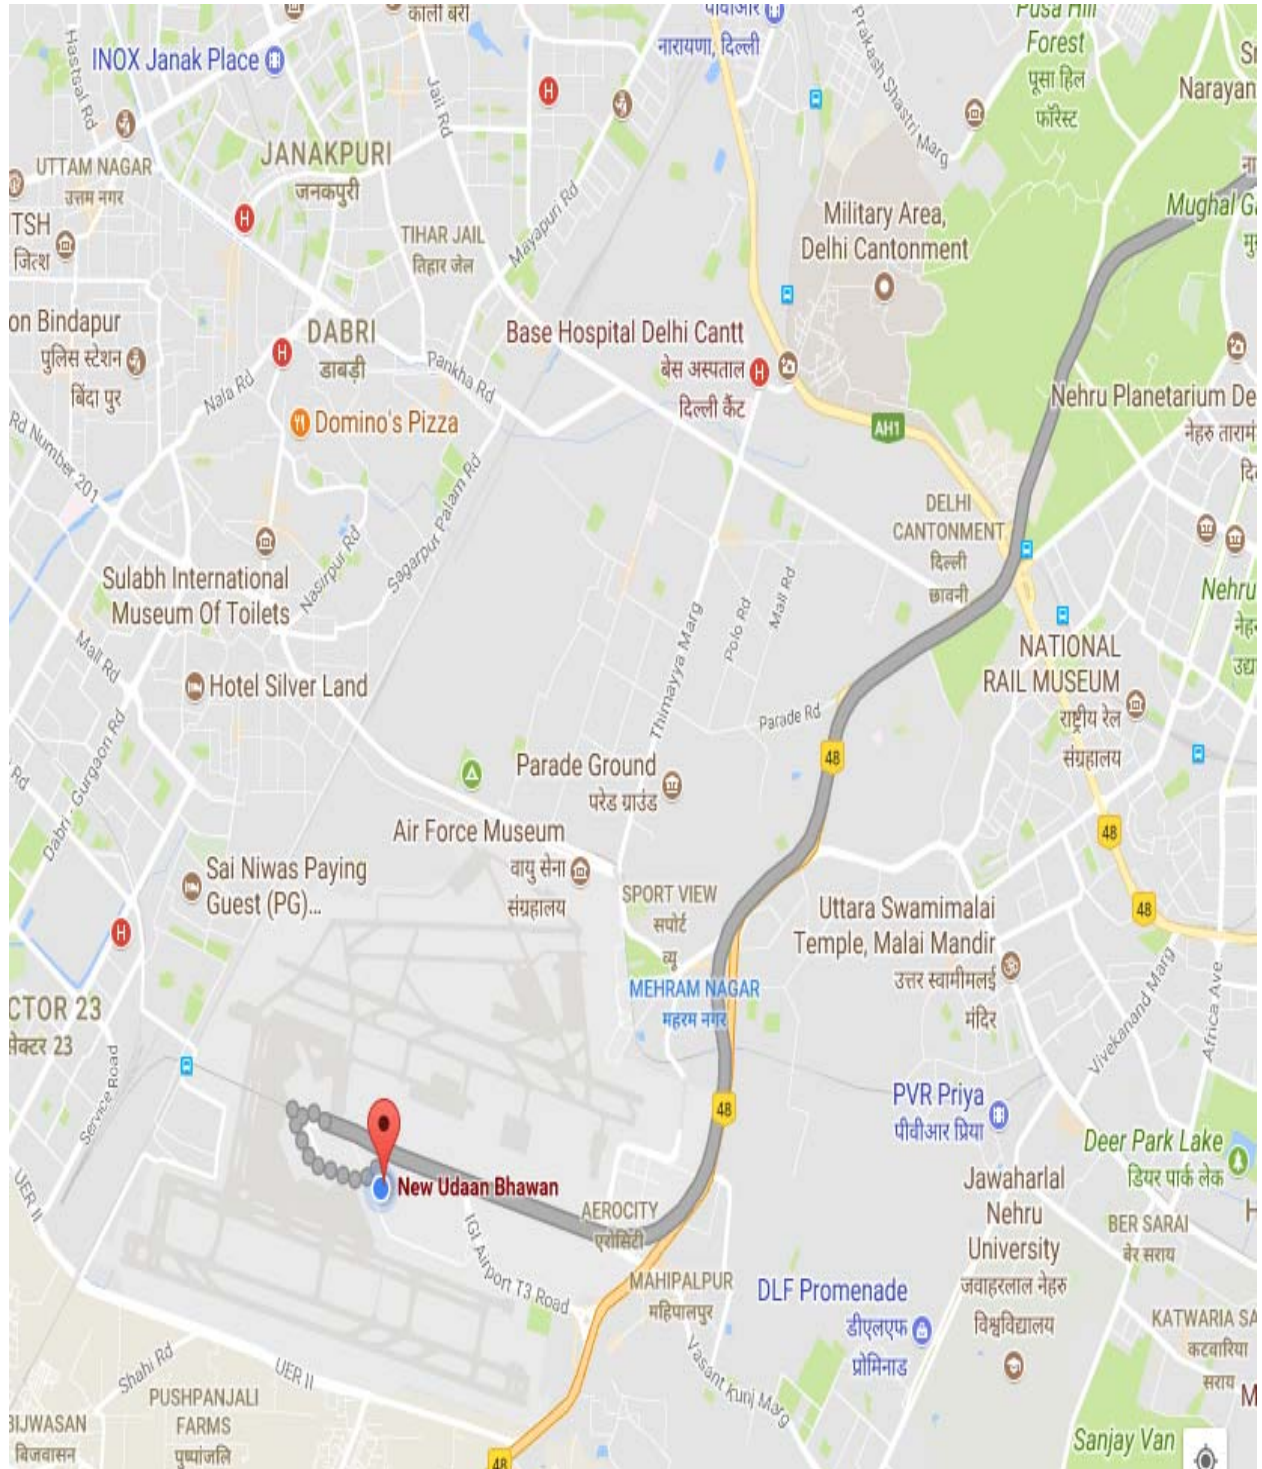 काली बरी
पीवीआर
नारायणा, दिल्ली
INOX Janak Place
Hastsal Rd
Jail Rd
Prakash Shastri Marg
Pusa Hill
Forest
पूसा हिल
फॉरेस्ट
Narayan
UTTAM NAGAR
उत्तम नगर
JANAKPURI
जनकपुरी
TIHAR JAIL
तिहार जेल
Mayapuri Rd
Military Area,
Delhi Cantonment
Mughal Ga
TSH
जित्श
on Bindapur
पुलिस स्टेशन
बिंदा पुर
DABRI
डाबड़ी
Nala Rd
Pankha Rd
Base Hospital Delhi Cantt
बेस अस्पताल
दिल्ली कैंट
Nehru Planetarium De
नेहरु तारामं
Domino's Pizza
AH1
Rd Number 201
Sagarpur Palam Rd
Nasirpur Rd
DELHI
CANTONMENT
दिल्ली
छावनी
Sulabh International
Museum Of Toilets
Thimayya Marg
Polo Rd
Mall Rd
Nehru
नेहर
उद्या
Mall Rd
Hotel Silver Land
NATIONAL
RAIL MUSEUM
राष्ट्रीय रेल
संग्रहालय
Parade Rd
48
Rd
Dabri - Gurgaon Rd
Parade Ground
परेड ग्राउंड
Air Force Museum
वायु सेना
संग्रहालय
48
Sai Niwas Paying
Guest (PG)...
SPORT VIEW
स्पोर्ट
व्यू
Uttara Swamimalai
Temple, Malai Mandir
उत्तर स्वामीमलई
मंदिर
48
MEHRAM NAGAR
महरम नगर
CTOR 23
सेक्टर 23
Vivekanand Marg
Africa Ave
Service Road
48
PVR Priya
पीवीआर प्रिया
Deer Park Lake
डियर पार्क लेक
New Udaan Bhawan
UER II
IGI Airport T3 Road
AEROCITY
एरोसिटी
Jawaharlal
Nehru
University
जवाहरलाल नेहरु
विश्वविद्यालय
BER SARAI
बेर सराय
MAHIPALPUR
महिपालपुर
DLF Promenade
डीएलएफ
प्रोमिनाड
KATWARIA SA
कटवारिया
सराय
Shahi Rd
UER II
Vasant kunj Marg
PUSHPANJALI
FARMS
पुष्पांजलि
BIJWASAN
बिजवासन
48
Sanjay Van